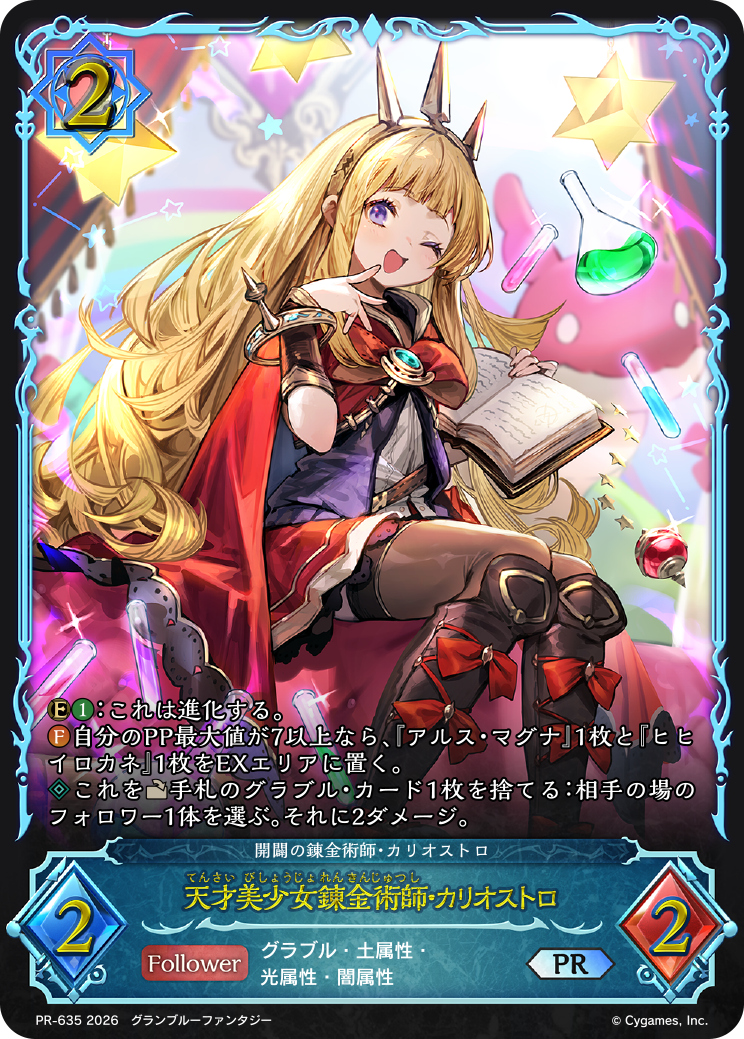 2
E 1：これは進化する。
F 自分のPP最大値が7以上なら、『アルス・マグナ』1枚と『ヒヒ
イロカネ』1枚をEXエリアに置く。
これを 手札のグラブル・カード1枚を捨てる：相手の場の
フォロワー1体を選ぶ。それに2ダメージ。
開闢の錬金術師・カリオストロ
てんさい びしょうじょ れんきんじゅつし
天才美少女錬金術師・カリオストロ
2
2
Follower
グラブル・土属性・
光属性・闇属性
PR
PR-635 2026 グランブルーファンタジー
© Cygames, Inc.